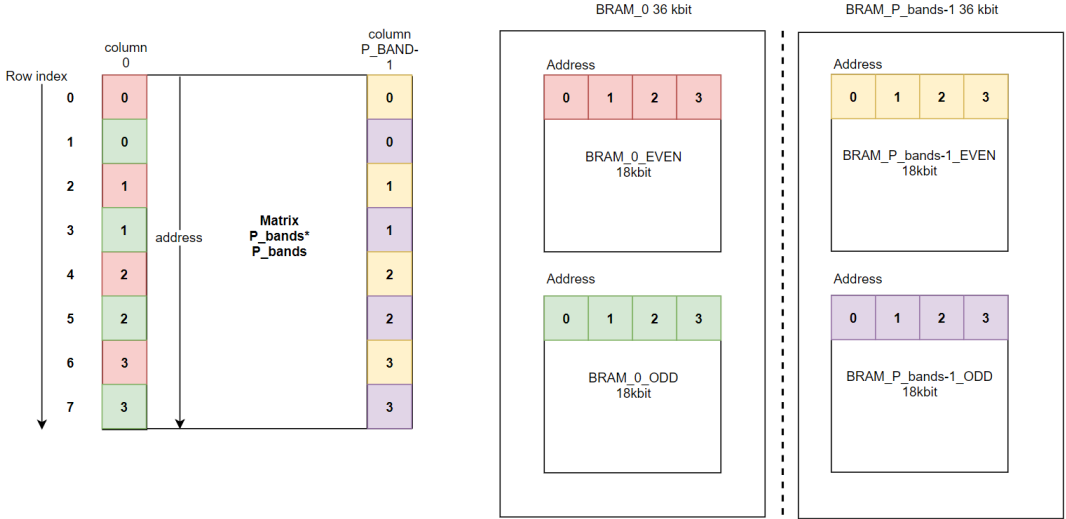 column
0
column
P_BAND-
1
Row index
0
1
2
3
4
5
6
7
0
0
1
1
2
2
3
3
address
Matrix
P_bands*
P_bands
0
0
1
1
2
2
3
3
BRAM_0 36 kbit
Address
0 1 2 3
BRAM_0_EVEN
18kbit
Address
0 1 2 3
BRAM_0_ODD
18kbit
BRAM_P_bands-1 36 kbit
Address
0 1 2 3
BRAM_P_bands-1_EVEN
18kbit
Address
0 1 2 3
BRAM_P_bands-1_ODD
18kbit